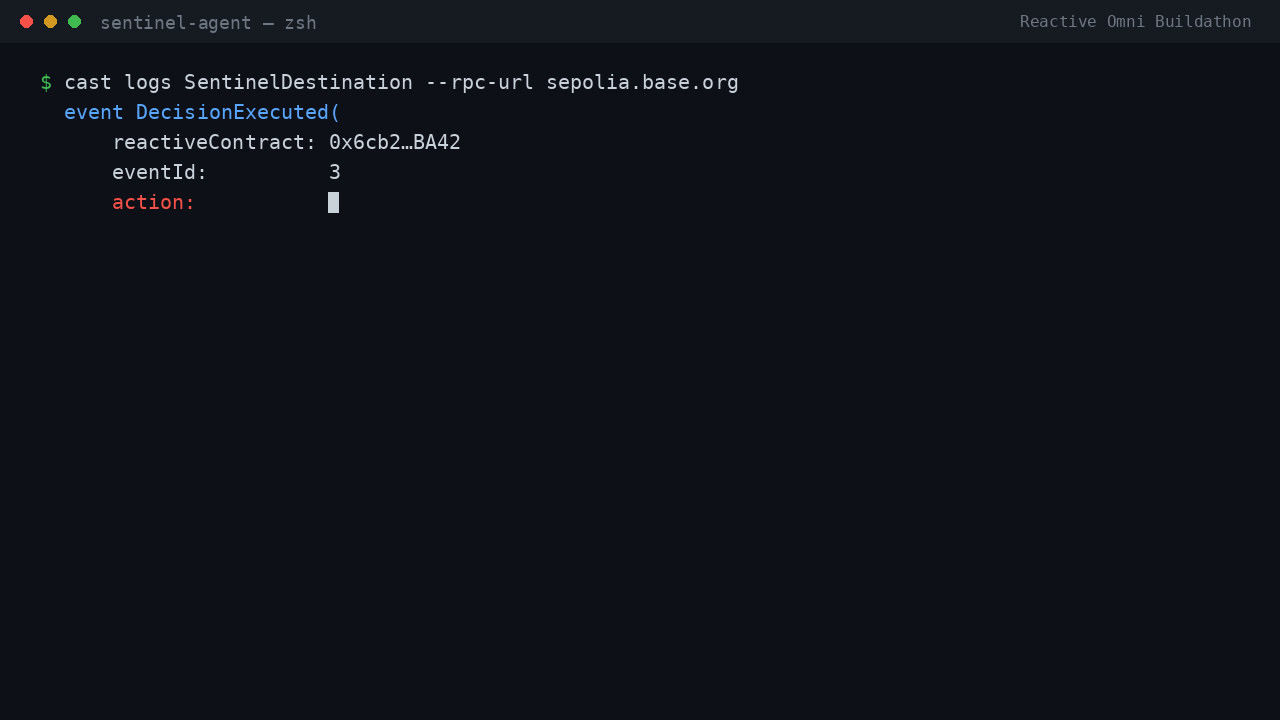 sentinel-agent — zsh
Reactive Omni Buildathon
$ cast logs SentinelDestination --rpc-url sepolia.base.org
event DecisionExecuted(
reactiveContract: 0x6cb2…BA42
eventId: 3
action: